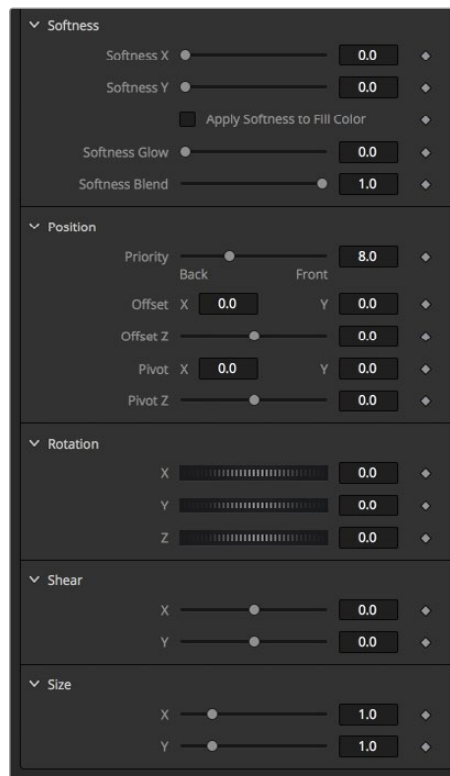 Softness
Softness X 0.0
Softness Y 0.0
Apply Softness to Fill Color
Softness Glow 0.0
Softness Blend 1.0
Position
Priority 8.0
Back Front
Offset X 0.0 Y 0.0
Offset Z 0.0
Pivot X 0.0 Y 0.0
Pivot Z 0.0
Rotation
X 0.0
Y 0.0
Z 0.0
Shear
X 0.0
Y 0.0
Size
X 1.0
Y 1.0